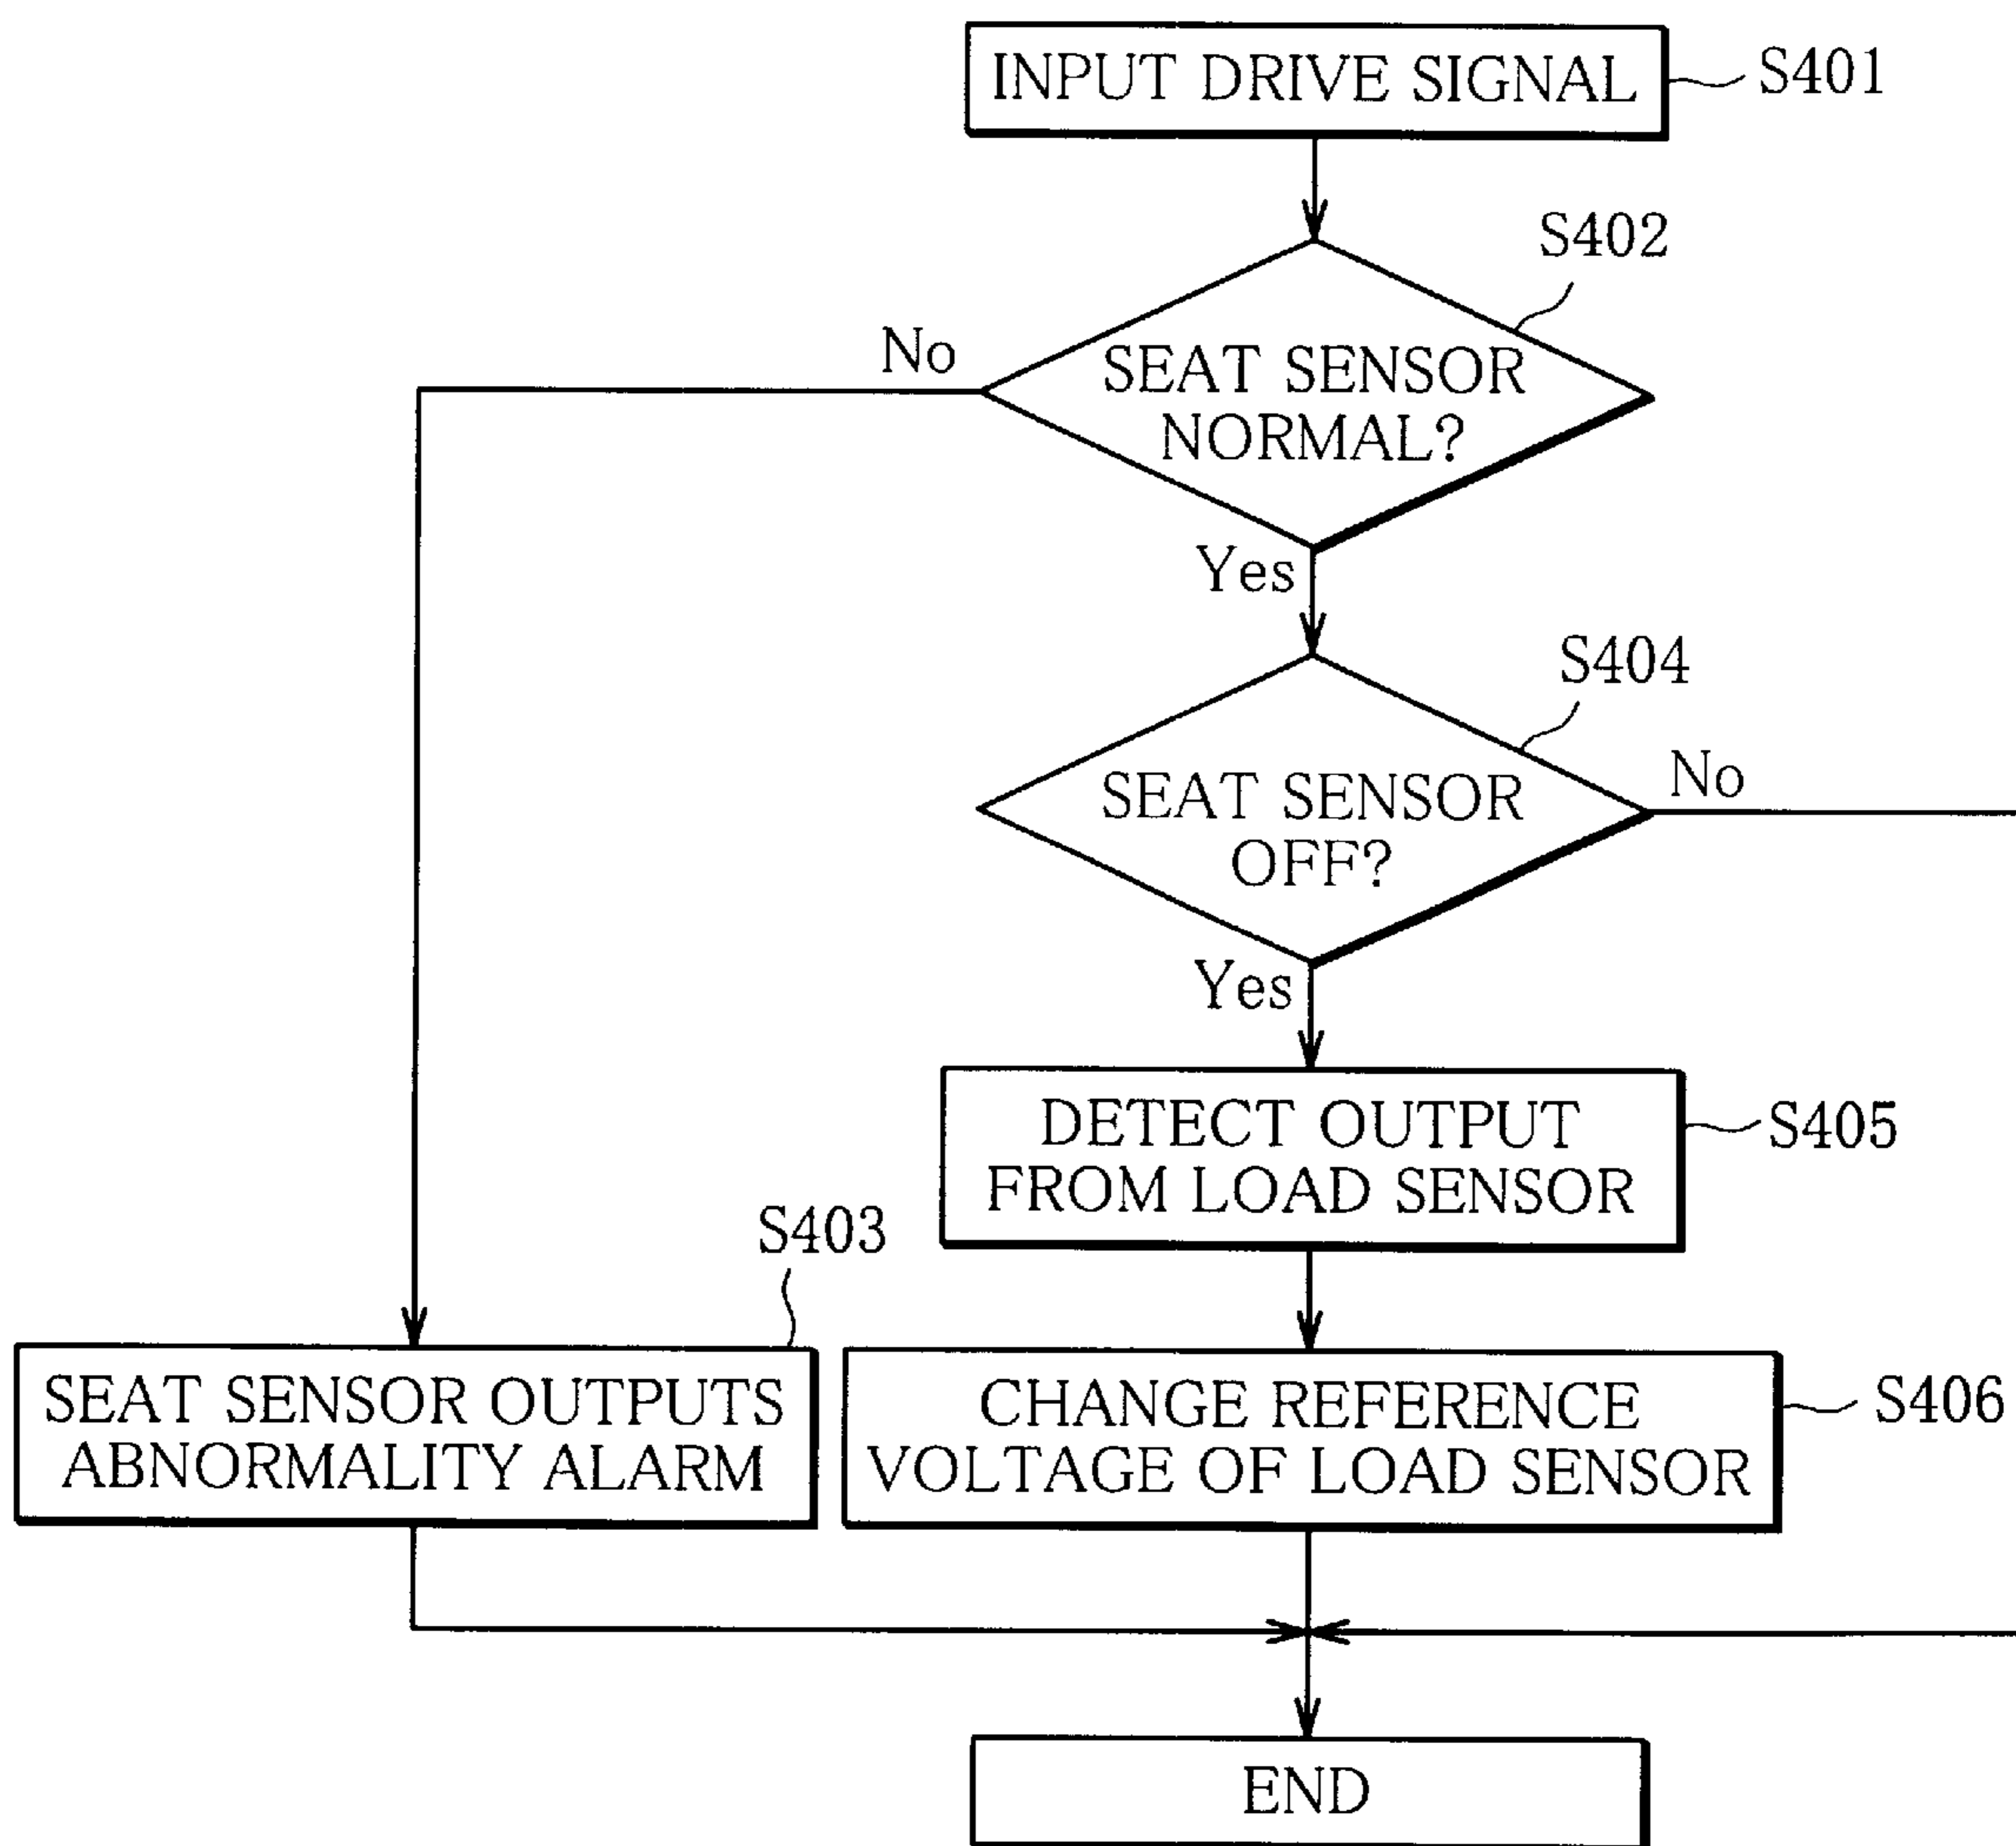 INPUT DRIVE SIGNAL
S401
S402
No
SEAT SENSOR
NORMAL?
Yes
S404
No
SEAT SENSOR
OFF?
Yes
DETECT OUTPUT
FROM LOAD SENSOR
S405
S403
SEAT SENSOR OUTPUTS
ABNORMALITY ALARM
CHANGE REFERENCE
VOLTAGE OF LOAD SENSOR
S406
END